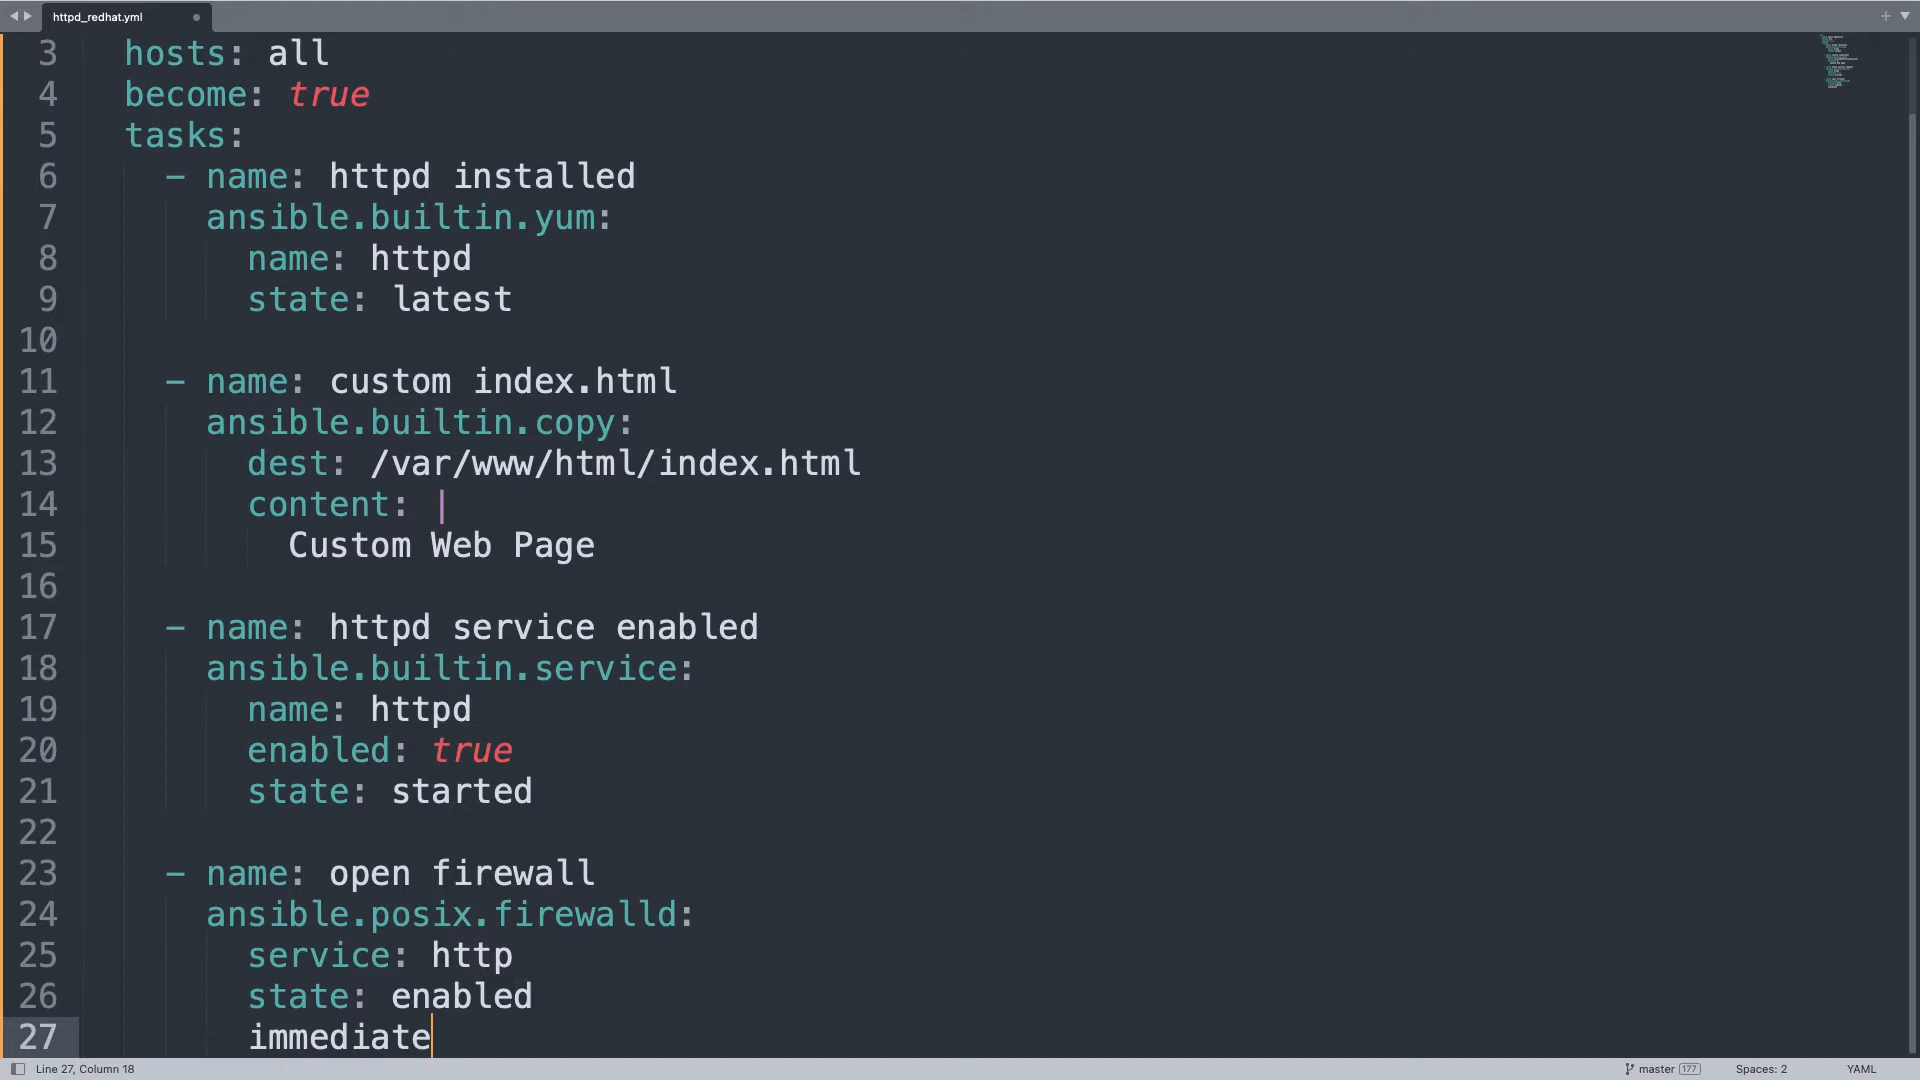 httpd_redhat.yml
3 hosts: all
4 become: true
5 tasks:
6 - name: httpd installed
7 ansible.builtin.yum:
8 name: httpd
9 state: latest
10
11 - name: custom index.html
12 ansible.builtin.copy:
13 dest: /var/www/html/index.html
14 content: |
15 Custom Web Page
16
17 - name: httpd service enabled
18 ansible.builtin.service:
19 name: httpd
20 enabled: true
21 state: started
22
23 - name: open firewall
24 ansible.posix.firewalld:
25 service: http
26 state: enabled
27 immediate
Line 27, Column 18 master 177 Spaces: 2 YAML